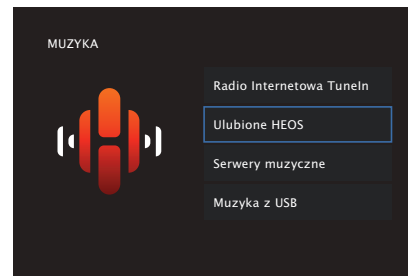 MUZYKA
Radio Internetowa TuneIn
Ulubione HEOS
Serwery muzyczne
Muzyka z USB